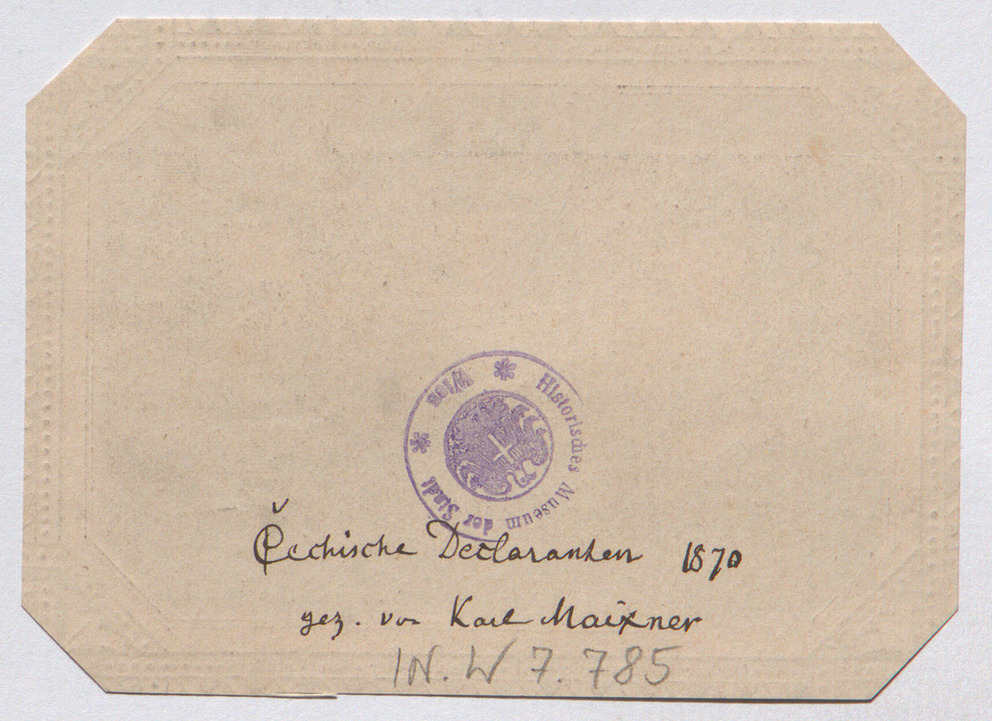 Historisches Museum der Stadt Wien
Čechische Declaranten 1870
gez. von Karl Maixner
IN. W 7.785